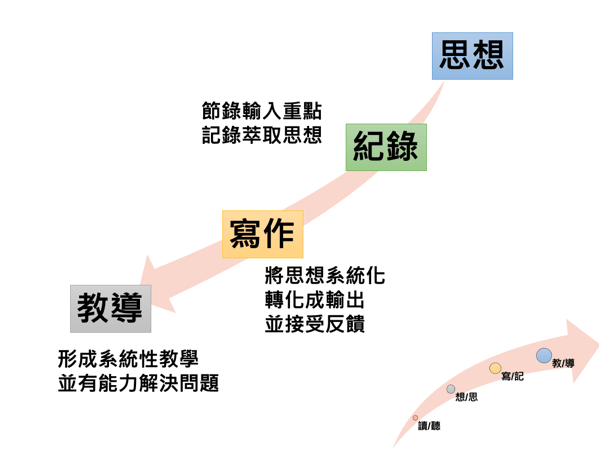 思想
節錄輸入重點
記錄萃取思想
紀錄
寫作
將思想系統化
轉化成輸出
並接受反饋
教導
形成系統性教學
並有能力解決問題
教/導
寫/記
想/思
讀/聽